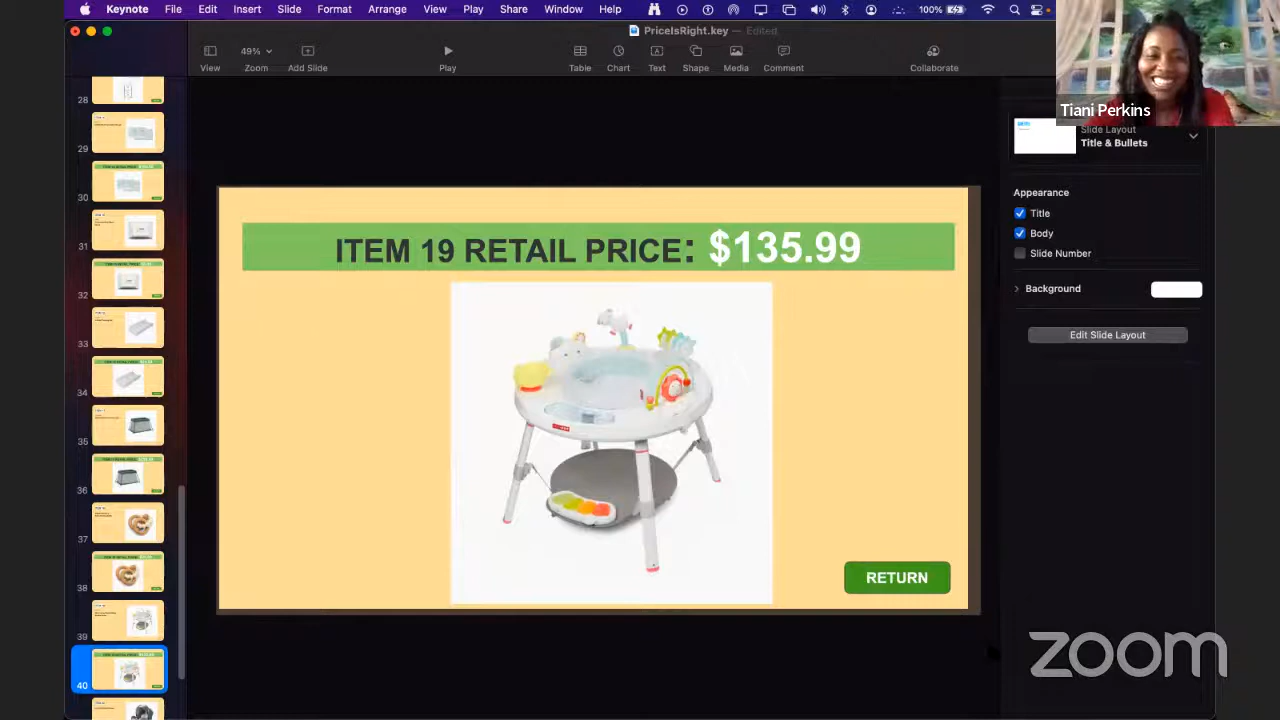 Keynote File Edit Insert Slide Format Arrange View Play Share Window Help 100%
PriceIsRight.key — Edited
49%
View Zoom Add Slide Play Table Chart Text Shape Media Comment Collaborate
Tiani Perkins
Slide Layout
Title & Bullets
Appearance
Title
Body
Slide Number
Background
Edit Slide Layout
28
29
30
31
32
33
34
35
36
37
38
39
40
ITEM 19 RETAIL PRICE: $135.99
RETURN
zoom